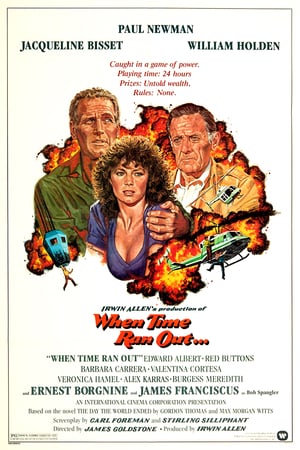 PAUL NEWMAN
JACQUELINE BISSET WILLIAM HOLDEN
Caught in a game of power.
Playing time: 24 hours
Prizes: Untold wealth.
Rules: None.
IRWIN ALLEN'S production of
When Time
Ran Out...
"WHEN TIME RAN OUT" EDWARD ALBERT · RED BUTTONS
BARBARA CARRERA · VALENTINA CORTESA
VERONICA HAMEL · ALEX KARRAS · BURGESS MEREDITH
and ERNEST BORGNINE and JAMES FRANCISCUS as Bob Spangler
AN INTERNATIONAL CINEMA CORPORATION PRESENTATION
Based on the novel THE DAY THE WORLD ENDED by GORDON THOMAS and MAX MORGAN WITTS
Screenplay by CARL FOREMAN and STIRLING SILLIPHANT
Directed by JAMES GOLDSTONE Produced by IRWIN ALLEN
PG